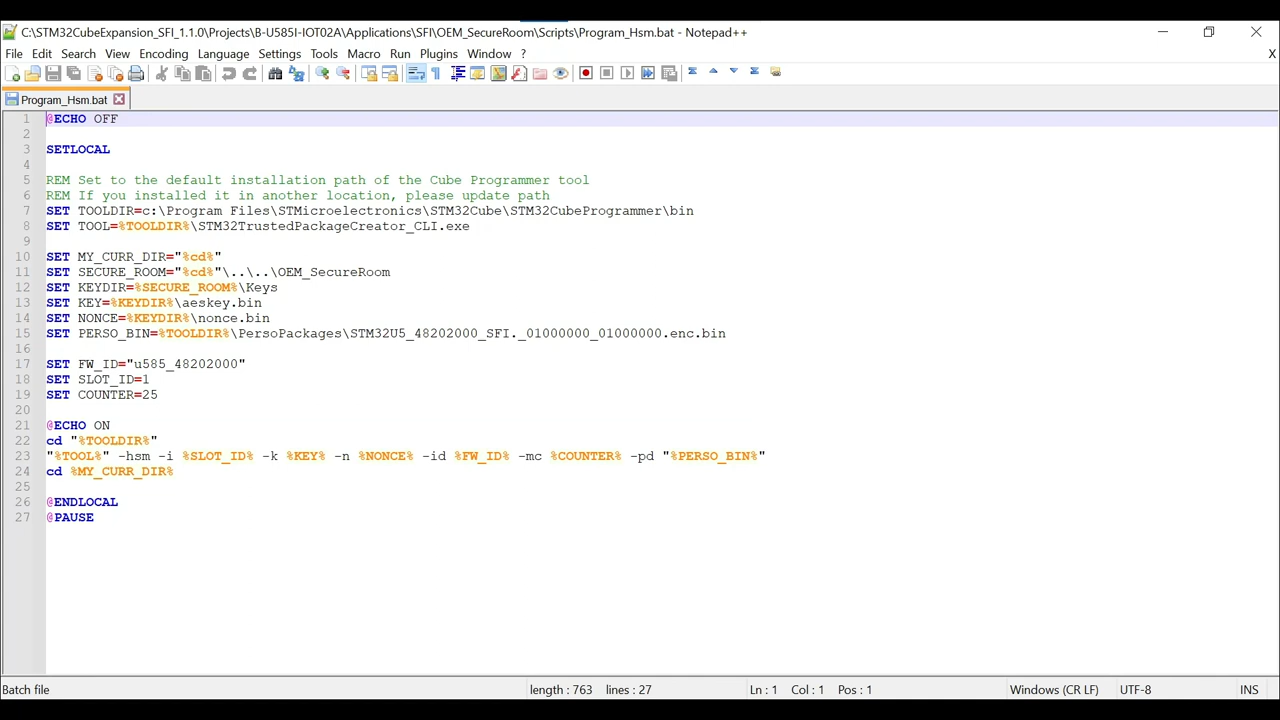 C:\STM32CubeExpansion_SFI_1.1.0\Projects\B-U585I-IOT02A\Applications\SFI\OEM_SecureRoom\Scripts\Program_Hsm.bat - Notepad++
File Edit Search View Encoding Language Settings Tools Macro Run Plugins Window ? X
Program_Hsm.bat
1 @ECHO OFF
2
3 SETLOCAL
4
5 REM Set to the default installation path of the Cube Programmer tool
6 REM If you installed it in another location, please update path
7 SET TOOLDIR=c:\Program Files\STMicroelectronics\STM32Cube\STM32CubeProgrammer\bin
8 SET TOOL=%TOOLDIR%\STM32TrustedPackageCreator_CLI.exe
9
10 SET MY_CURR_DIR="%cd%"
11 SET SECURE_ROOM="%cd%"\..\..\OEM_SecureRoom
12 SET KEYDIR=%SECURE_ROOM%\Keys
13 SET KEY=%KEYDIR%\aeskey.bin
14 SET NONCE=%KEYDIR%\nonce.bin
15 SET PERSO_BIN=%TOOLDIR%\PersoPackages\STM32U5_48202000_SFI._01000000_01000000.enc.bin
16
17 SET FW_ID="u585_48202000"
18 SET SLOT_ID=1
19 SET COUNTER=25
20
21 @ECHO ON
22 cd "%TOOLDIR%"
23 "%TOOL%" -hsm -i %SLOT_ID% -k %KEY% -n %NONCE% -id %FW_ID% -mc %COUNTER% -pd "%PERSO_BIN%"
24 cd %MY_CURR_DIR%
25
26 @ENDLOCAL
27 @PAUSE
Batch file length : 763 lines : 27 Ln : 1 Col : 1 Pos : 1 Windows (CR LF) UTF-8 INS